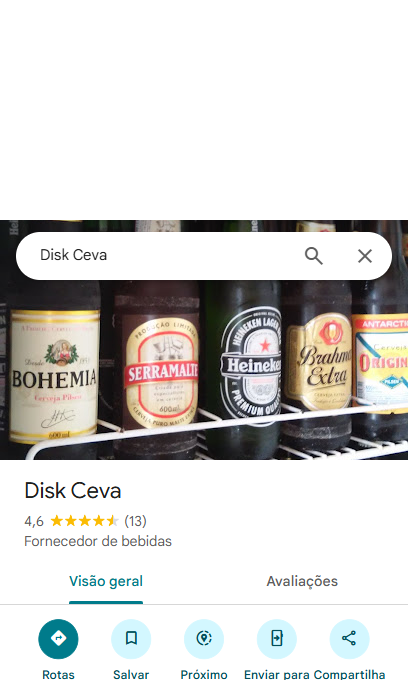 Disk Ceva
BOHEMIA
Cerveja Pilsen
600 ml
PRODUÇÃO LIMITADA
SERRAMALTE
600ml
HEINEKEN LAGER
Heineken
PREMIUM QUALITY
Brahma
Extra
ANTARCTICA
Cerveja
ORIGINAL
Disk Ceva
4,6 (13)
Fornecedor de bebidas
Visão geral Avaliações
Rotas Salvar Próximo Enviar para Compartilha